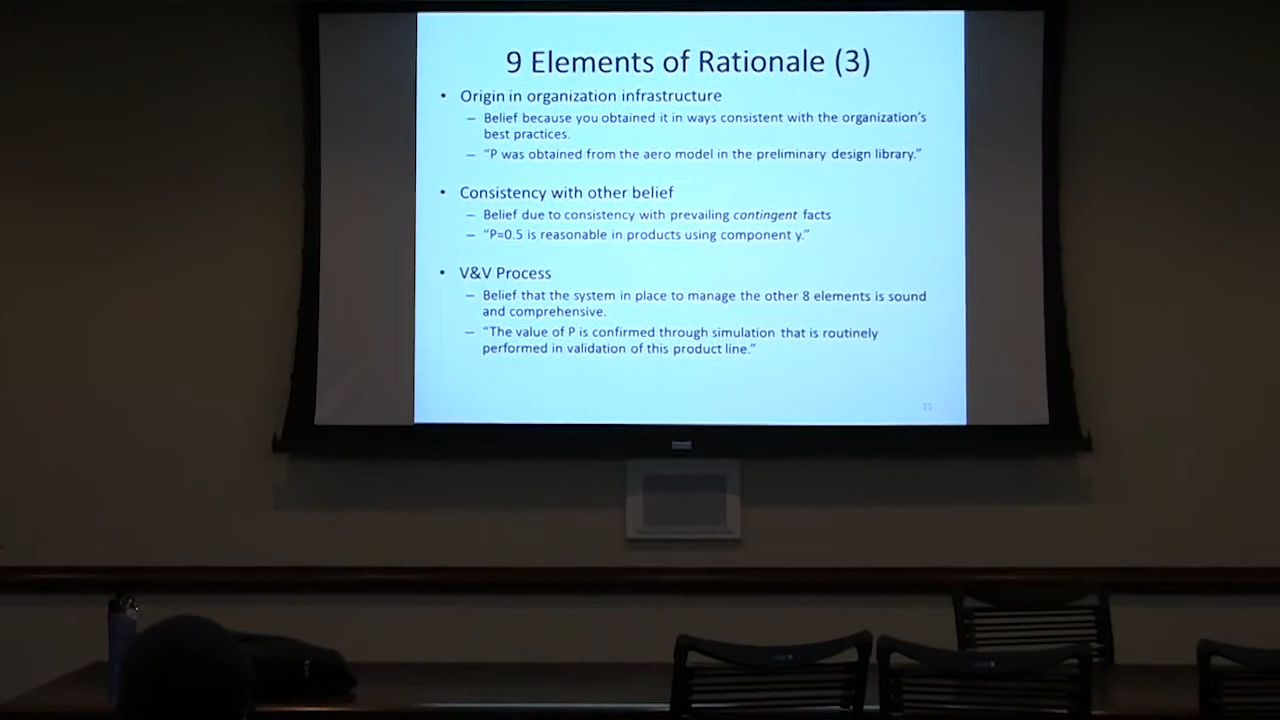 9 Elements of Rationale (3)
• Origin in organization infrastructure
– Belief because you obtained it in ways consistent with the organization's
best practices.
– "P was obtained from the aero model in the preliminary design library."
• Consistency with other belief
– Belief due to consistency with prevailing contingent facts
– "P=0.5 is reasonable in products using component y."
• V&V Process
– Belief that the system in place to manage the other 8 elements is sound
and comprehensive.
– "The value of P is confirmed through simulation that is routinely
performed in validation of this product line."